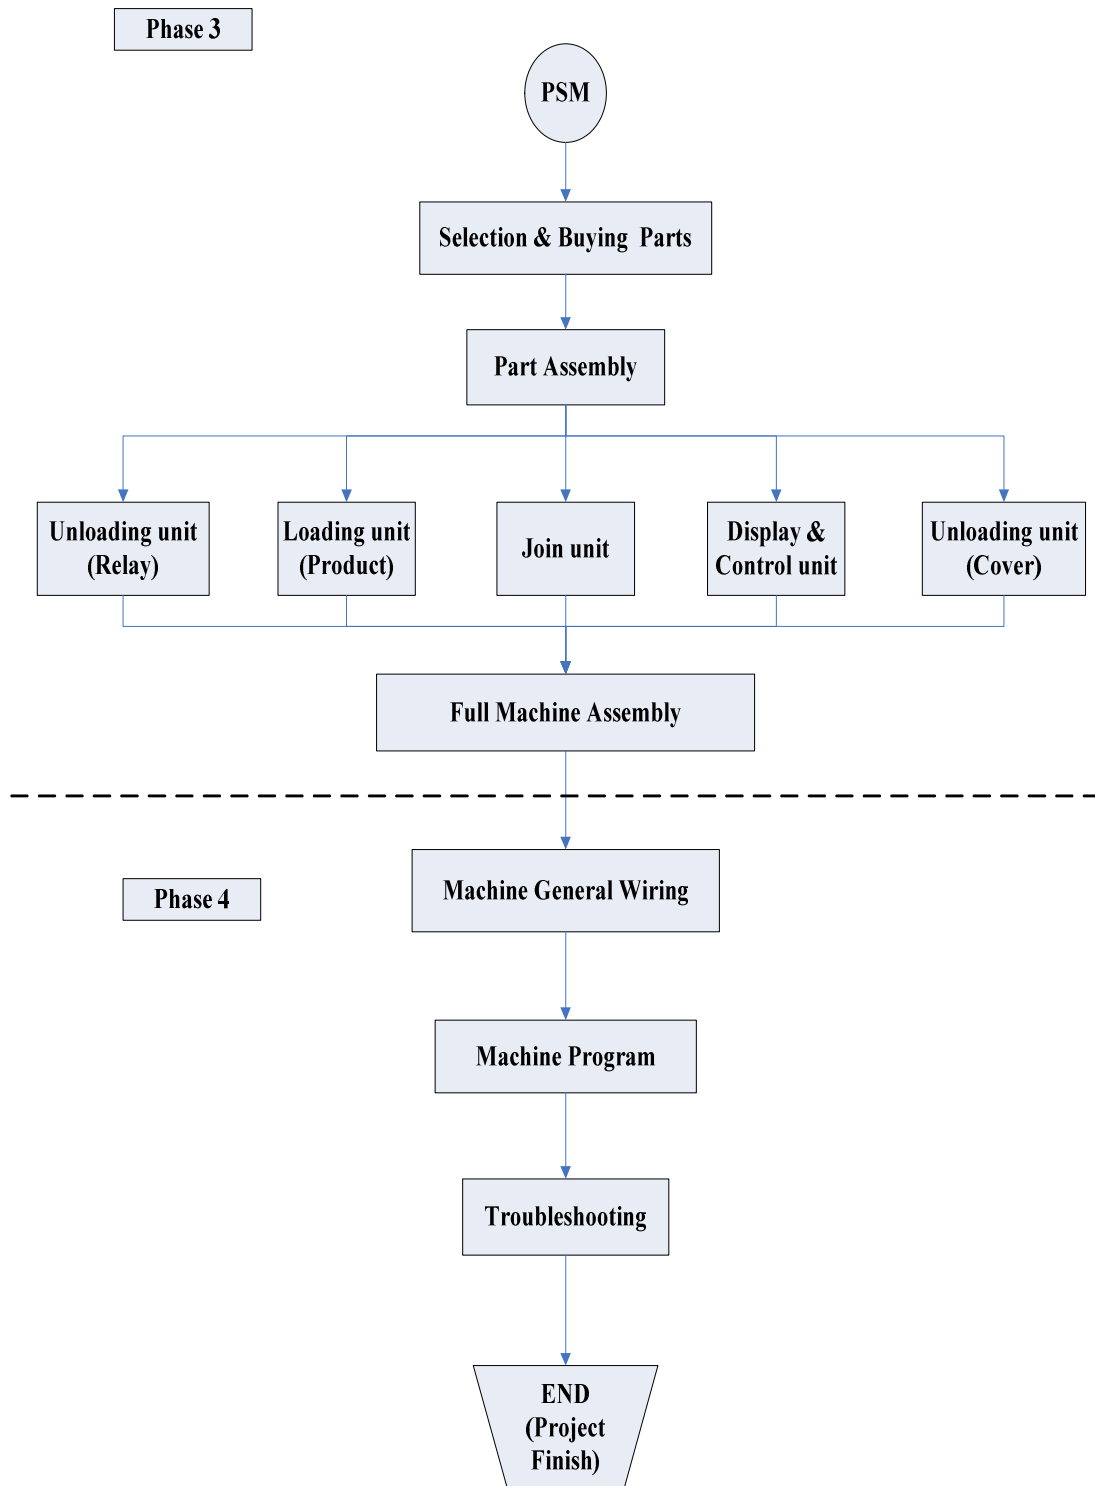 Phase 3
PSM
Selection & Buying Parts
Part Assembly
Unloading unit
(Relay)
Loading unit
(Product)
Join unit
Display &
Control unit
Unloading unit
(Cover)
Full Machine Assembly
Phase 4
Machine General Wiring
Machine Program
Troubleshooting
END
(Project
Finish)